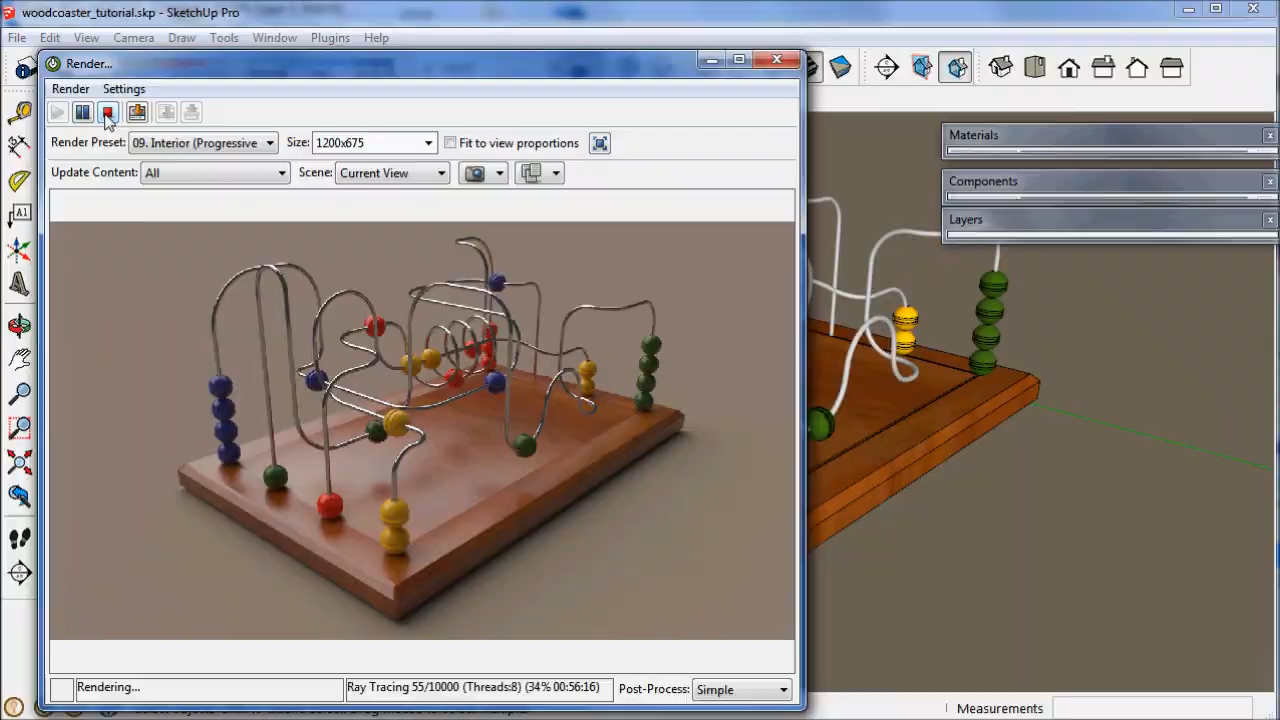 woodcoaster_tutorial.skp - SketchUp Pro
File Edit View Camera Draw Tools Window Plugins Help
Render...
Render Settings
Render Preset: 09. Interior (Progressive Size: 1200x675 Fit to view proportions
Update Content: All Scene: Current View
Materials
Components
Layers
A1
Rendering... Ray Tracing 55/10000 (Threads:8) (34% 00:56:16) Post-Process: Simple
Measurements